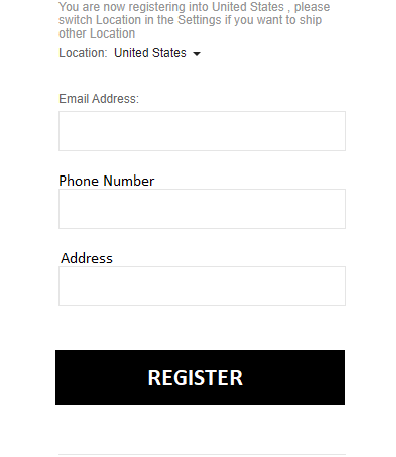 You are now registering into United States , please
switch Location in the Settings if you want to ship
other Location
Location: United States
Email Address:
Phone Number
Address
REGISTER